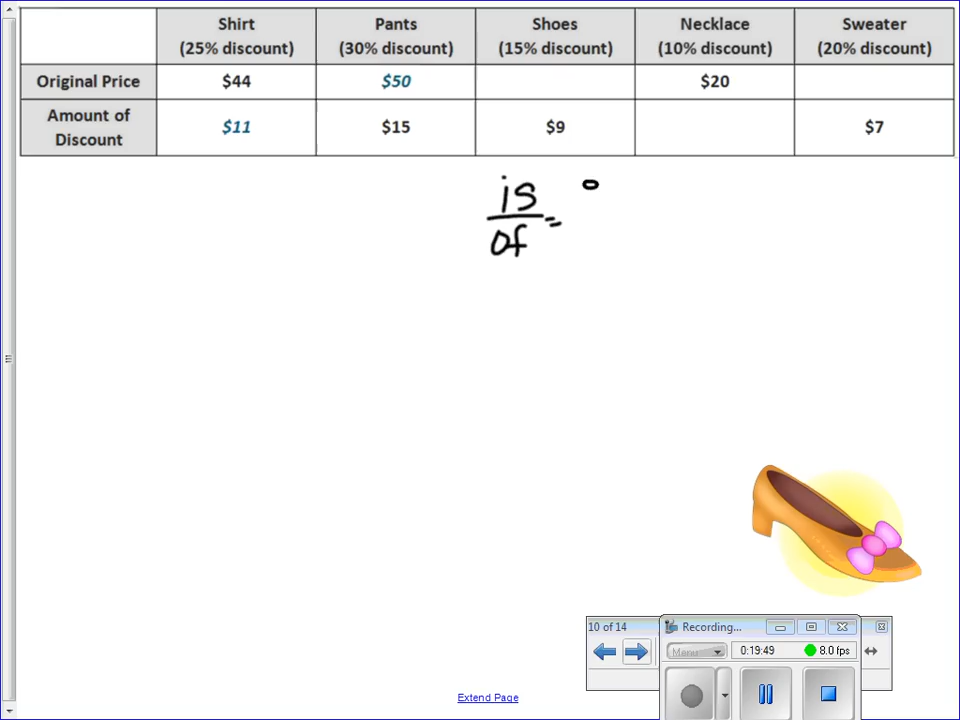 Shirt (25% discount) Pants (30% discount) Shoes (15% discount) Necklace (10% discount) Sweater (20% discount)
Original Price $44 $50 $20
Amount of Discount $11 $15 $9 $7
is
of =
10 of 14
Recording...
Menu 0:19:49 8.0 fps
Extend Page